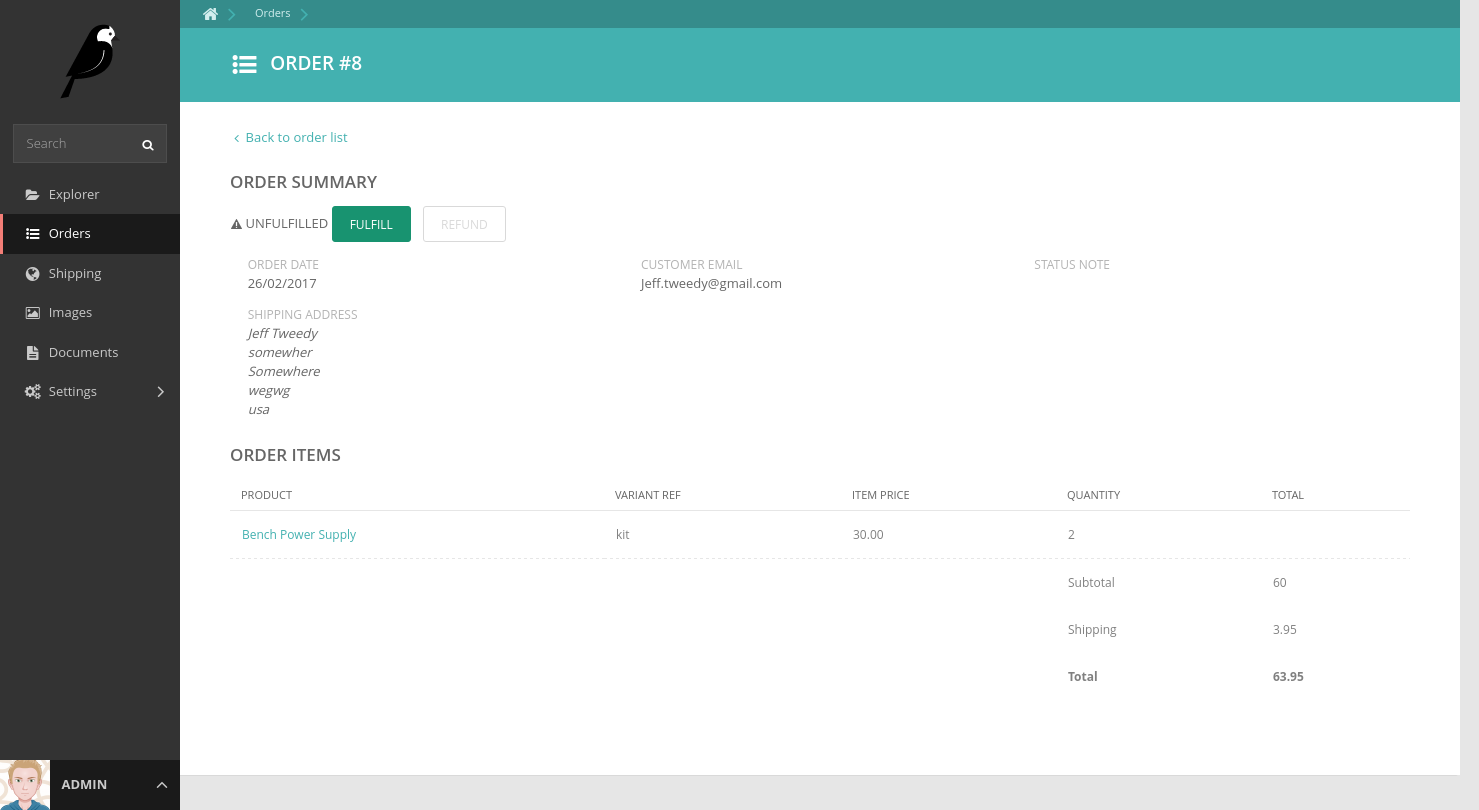 Orders
ORDER #8
Search
Explorer
Orders
Shipping
Images
Documents
Settings
ADMIN
Back to order list
ORDER SUMMARY
UNFULFILLED FULFILL REFUND
ORDER DATE CUSTOMER EMAIL STATUS NOTE
26/02/2017 Jeff.tweedy@gmail.com
SHIPPING ADDRESS
Jeff Tweedy
somewher
Somewhere
wegwg
usa
ORDER ITEMS
PRODUCT VARIANT REF ITEM PRICE QUANTITY TOTAL
Bench Power Supply kit 30.00 2
Subtotal 60
Shipping 3.95
Total 63.95